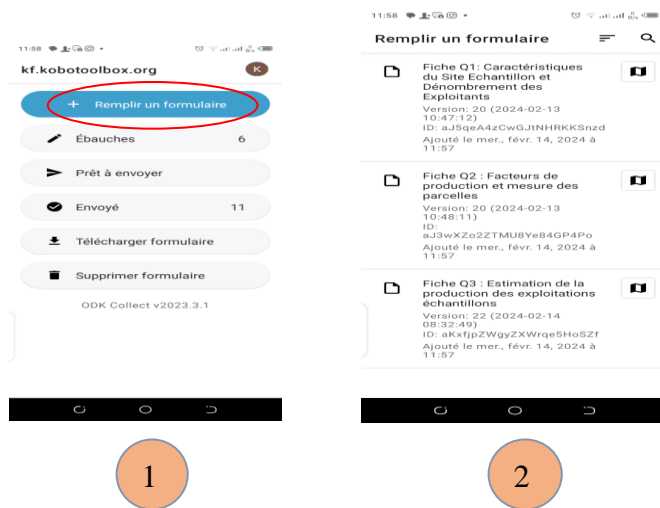 11:58
kf.kobotoolbox.org
K
+ Remplir un formulaire
Ébauches 6
Prêt à envoyer
Envoyé 11
Télécharger formulaire
Supprimer formulaire
ODK Collect v2023.3.1
1
11:58
Remplir un formulaire
Fiche Q1: Caractéristiques
du Site Echantillon et
Dénombrement des
Exploitants
Version: 20 (2024-02-13
10:47:12)
ID: aJ5qeA4zCwGJtNHRKKSnzd
Ajouté le mer., févr. 14, 2024 à
11:57
Fiche Q2 : Facteurs de
production et mesure des
parcelles
Version: 20 (2024-02-13
10:48:11)
ID:
aJ3wXZo2ZTMU8Ye84GP4Po
Ajouté le mer., févr. 14, 2024 à
11:57
Fiche Q3 : Estimation de la
production des exploitations
échantillons
Version: 22 (2024-02-14
08:32:49)
ID: aKxfjpZWgyZXWrqe5HoSZf
Ajouté le mer., févr. 14, 2024 à
11:57
2